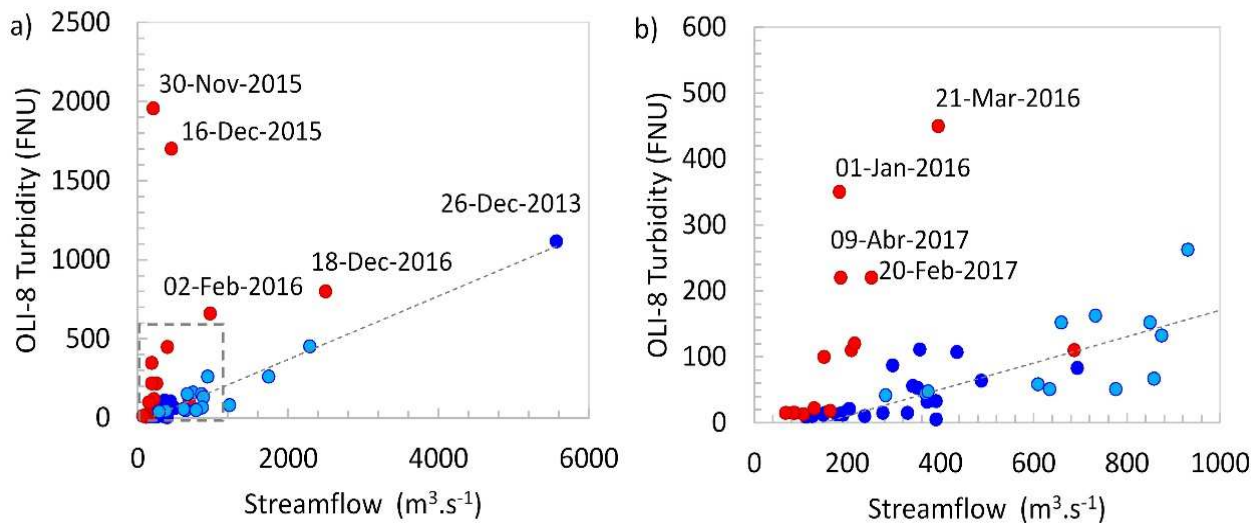 a)
OLI-8 Turbidity (FNU)
2500
2000
1500
1000
500
0
30-Nov-2015
16-Dec-2015
26-Dec-2013
18-Dec-2016
02-Feb-2016
0 2000 4000 6000
Streamflow (m³.s⁻¹)
b)
OLI-8 Turbidity (FNU)
600
500
400
300
200
100
0
21-Mar-2016
01-Jan-2016
09-Abr-2017
20-Feb-2017
0 200 400 600 800 1000
Streamflow (m³.s⁻¹)